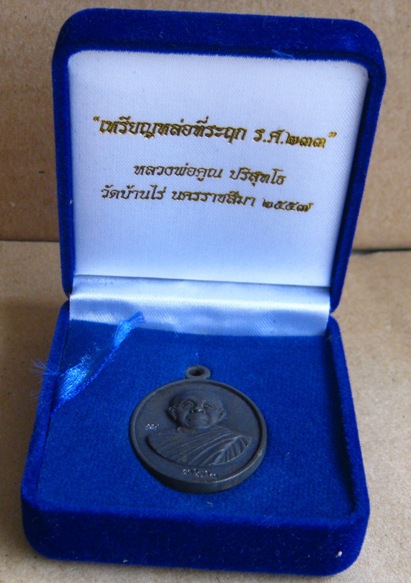 "เหรียญหล่อที่ระฤก ร.ศ.๒๓๓"
หลวงพ่อคูณ ปริสุทโธ
วัดบ้านไร่ นครราชสีมา ๒๕๕๗